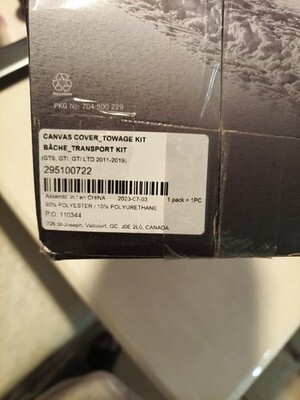 PKG No: 704 500 229
CANVAS COVER_TOWAGE KIT
BÂCHE_TRANSPORT KIT
(GTS, GTI, GTI LTD 2011-2019)
295100722
Assembl. in / en CHINA 2023-07-03 1 pack = 1PC
POLYESTER / POLYURETHANE
P.O. 110344
726 St-Joseph, Valcourt, QC, J0E 2L0, CANADA